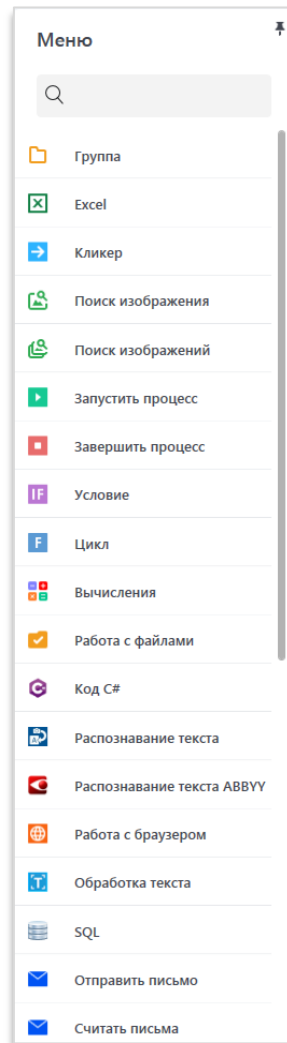 Меню
Группа
Excel
Кликер
Поиск изображения
Поиск изображений
Запустить процесс
Завершить процесс
IF Условие
F Цикл
Вычисления
Работа с файлами
Код C#
Распознавание текста
Распознавание текста ABBYY
Работа с браузером
T Обработка текста
SQL
Отправить письмо
Считать письма